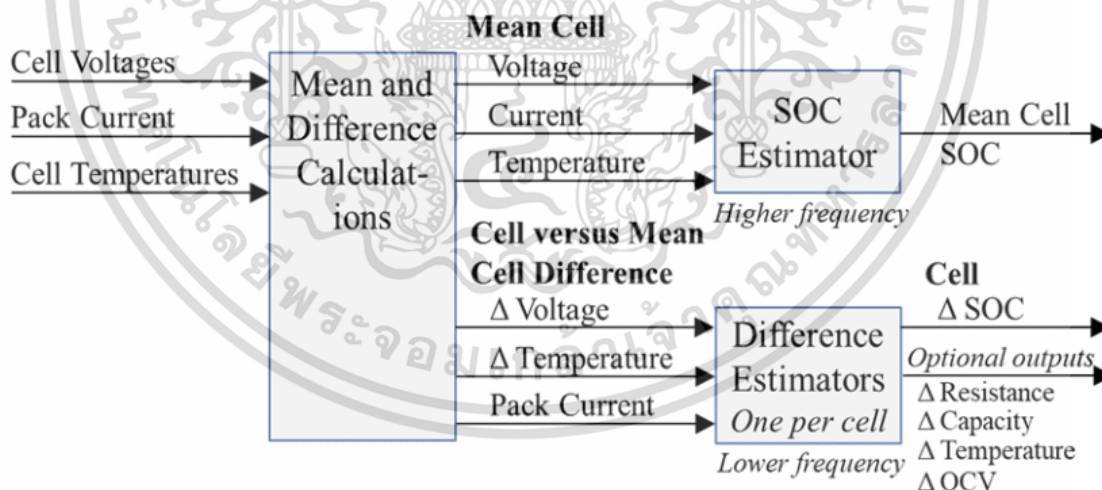 Mean Cell
Cell Voltages
Pack Current
Cell Temperatures
Mean and
Difference
Calculat-
ions
Voltage
Current
Temperature
SOC
Estimator
Higher frequency
Mean Cell
SOC
Cell versus Mean
Cell Difference
Δ Voltage
Δ Temperature
Pack Current
Difference
Estimators
One per cell
Lower frequency
Cell
Δ SOC
Optional outputs
Δ Resistance
Δ Capacity
Δ Temperature
Δ OCV